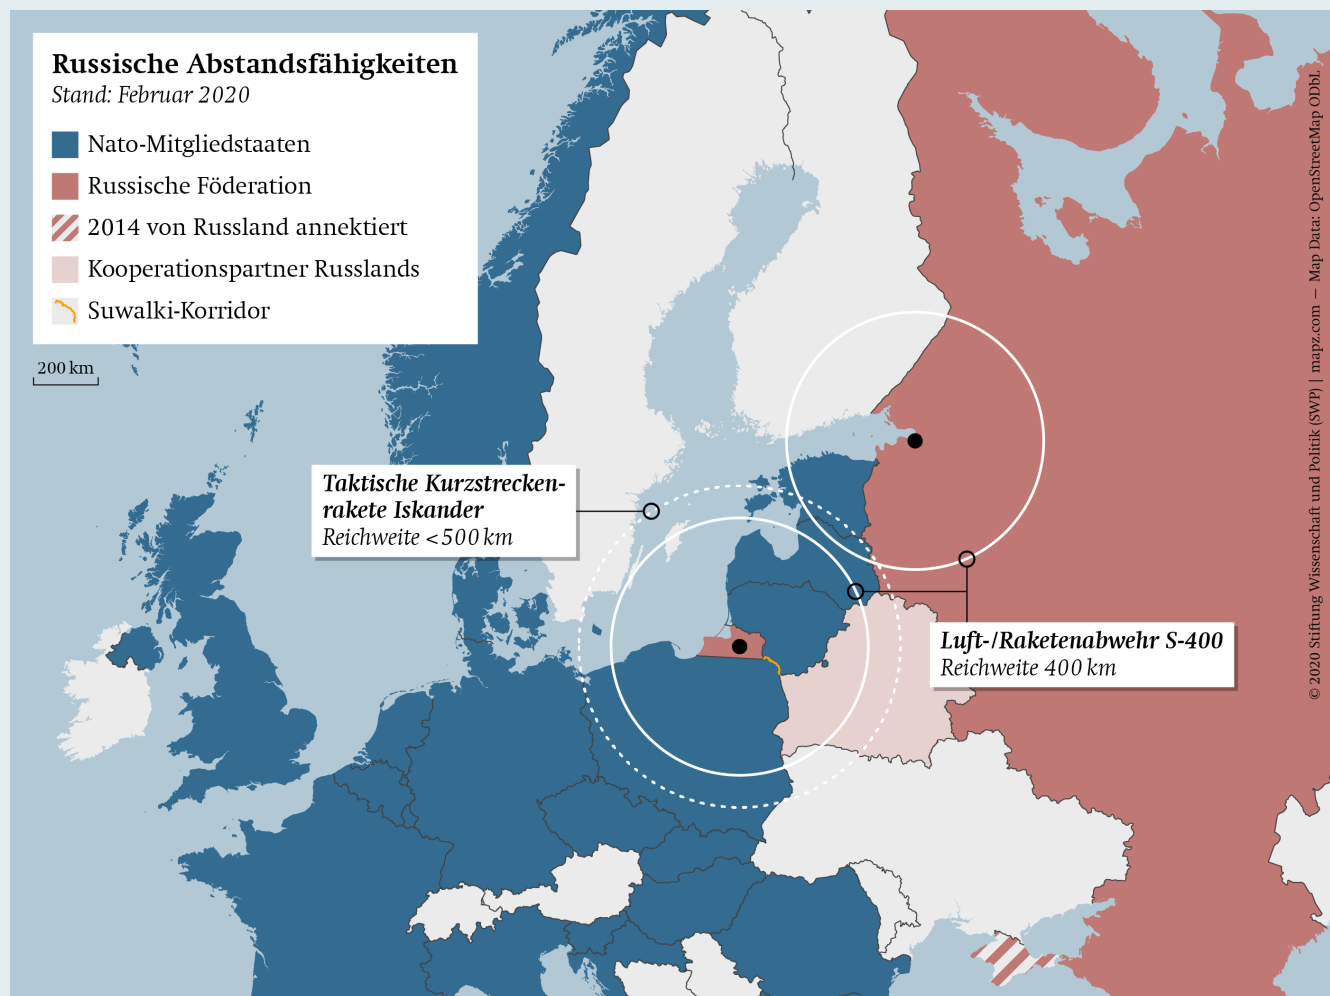 Russische Abstandsfähigkeiten
Stand: Februar 2020
Nato-Mitgliedstaaten
Russische Föderation
2014 von Russland annektiert
Kooperationspartner Russlands
Suwalki-Korridor
200 km
Taktische Kurzstrecken-
rakete Iskander
Reichweite <500 km
Luft-/Raketenabwehr S-400
Reichweite 400 km
© 2020 Stiftung Wissenschaft und Politik (SWP) | mapz.com – Map Data: OpenStreetMap ODbL